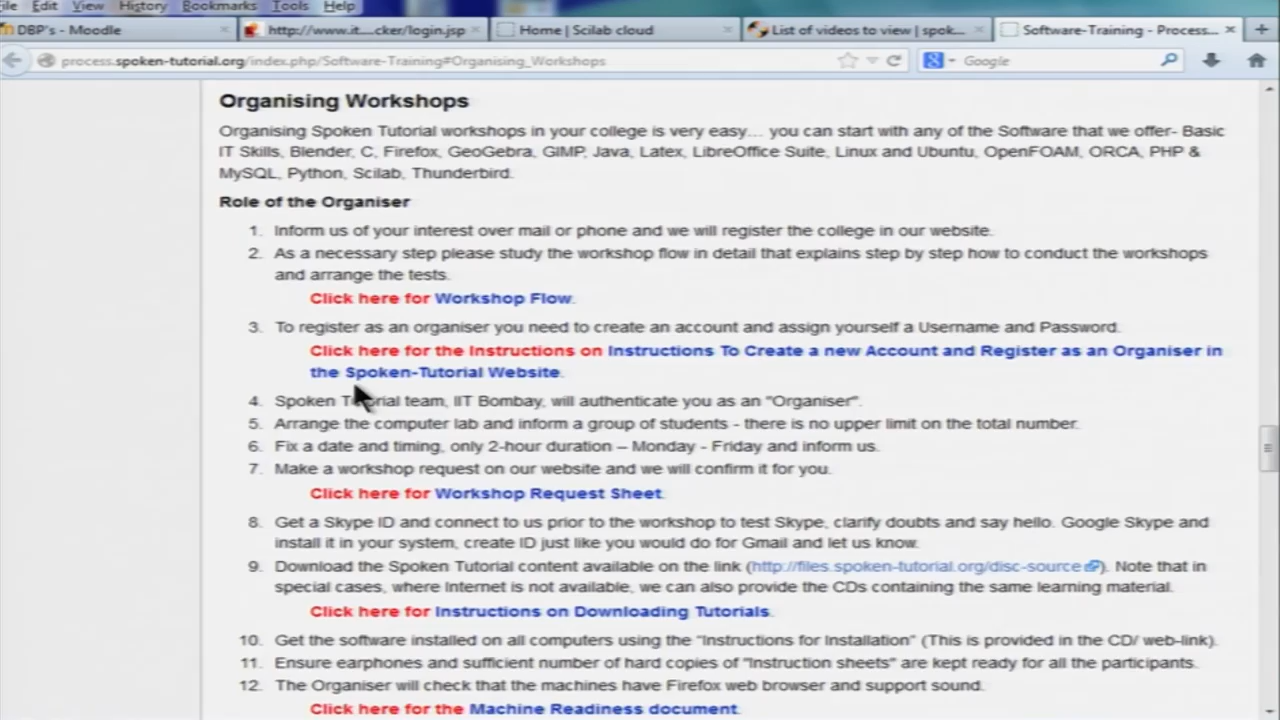 File Edit View History Bookmarks Tools Help
DBP's - Moodle
http://www.it....cker/login.jsp
Home | Scilab cloud
List of videos to view | spok...
Software-Training - Process...
process.spoken-tutorial.org/index.php/Software-Training#Organising_Workshops
Google
Organising Workshops
Organising Spoken Tutorial workshops in your college is very easy... you can start with any of the Software that we offer- Basic
IT Skills, Blender, C, Firefox, GeoGebra, GIMP, Java, Latex, LibreOffice Suite, Linux and Ubuntu, OpenFOAM, ORCA, PHP &
MySQL, Python, Scilab, Thunderbird.
Role of the Organiser
1. Inform us of your interest over mail or phone and we will register the college in our website.
2. As a necessary step please study the workshop flow in detail that explains step by step how to conduct the workshops
and arrange the tests.
Click here for Workshop Flow.
3. To register as an organiser you need to create an account and assign yourself a Username and Password.
Click here for the Instructions on Instructions To Create a new Account and Register as an Organiser in
the Spoken-Tutorial Website.
4. Spoken Tutorial team, IIT Bombay, will authenticate you as an "Organiser".
5. Arrange the computer lab and inform a group of students - there is no upper limit on the total number.
6. Fix a date and timing, only 2-hour duration – Monday - Friday and inform us.
7. Make a workshop request on our website and we will confirm it for you.
Click here for Workshop Request Sheet.
8. Get a Skype ID and connect to us prior to the workshop to test Skype, clarify doubts and say hello. Google Skype and
install it in your system, create ID just like you would do for Gmail and let us know.
9. Download the Spoken Tutorial content available on the link (http://files.spoken-tutorial.org/disc-source). Note that in
special cases, where Internet is not available, we can also provide the CDs containing the same learning material.
Click here for Instructions on Downloading Tutorials.
10. Get the software installed on all computers using the "Instructions for Installation" (This is provided in the CD/ web-link).
11. Ensure earphones and sufficient number of hard copies of "Instruction sheets" are kept ready for all the participants.
12. The Organiser will check that the machines have Firefox web browser and support sound.
Click here for the Machine Readiness document.